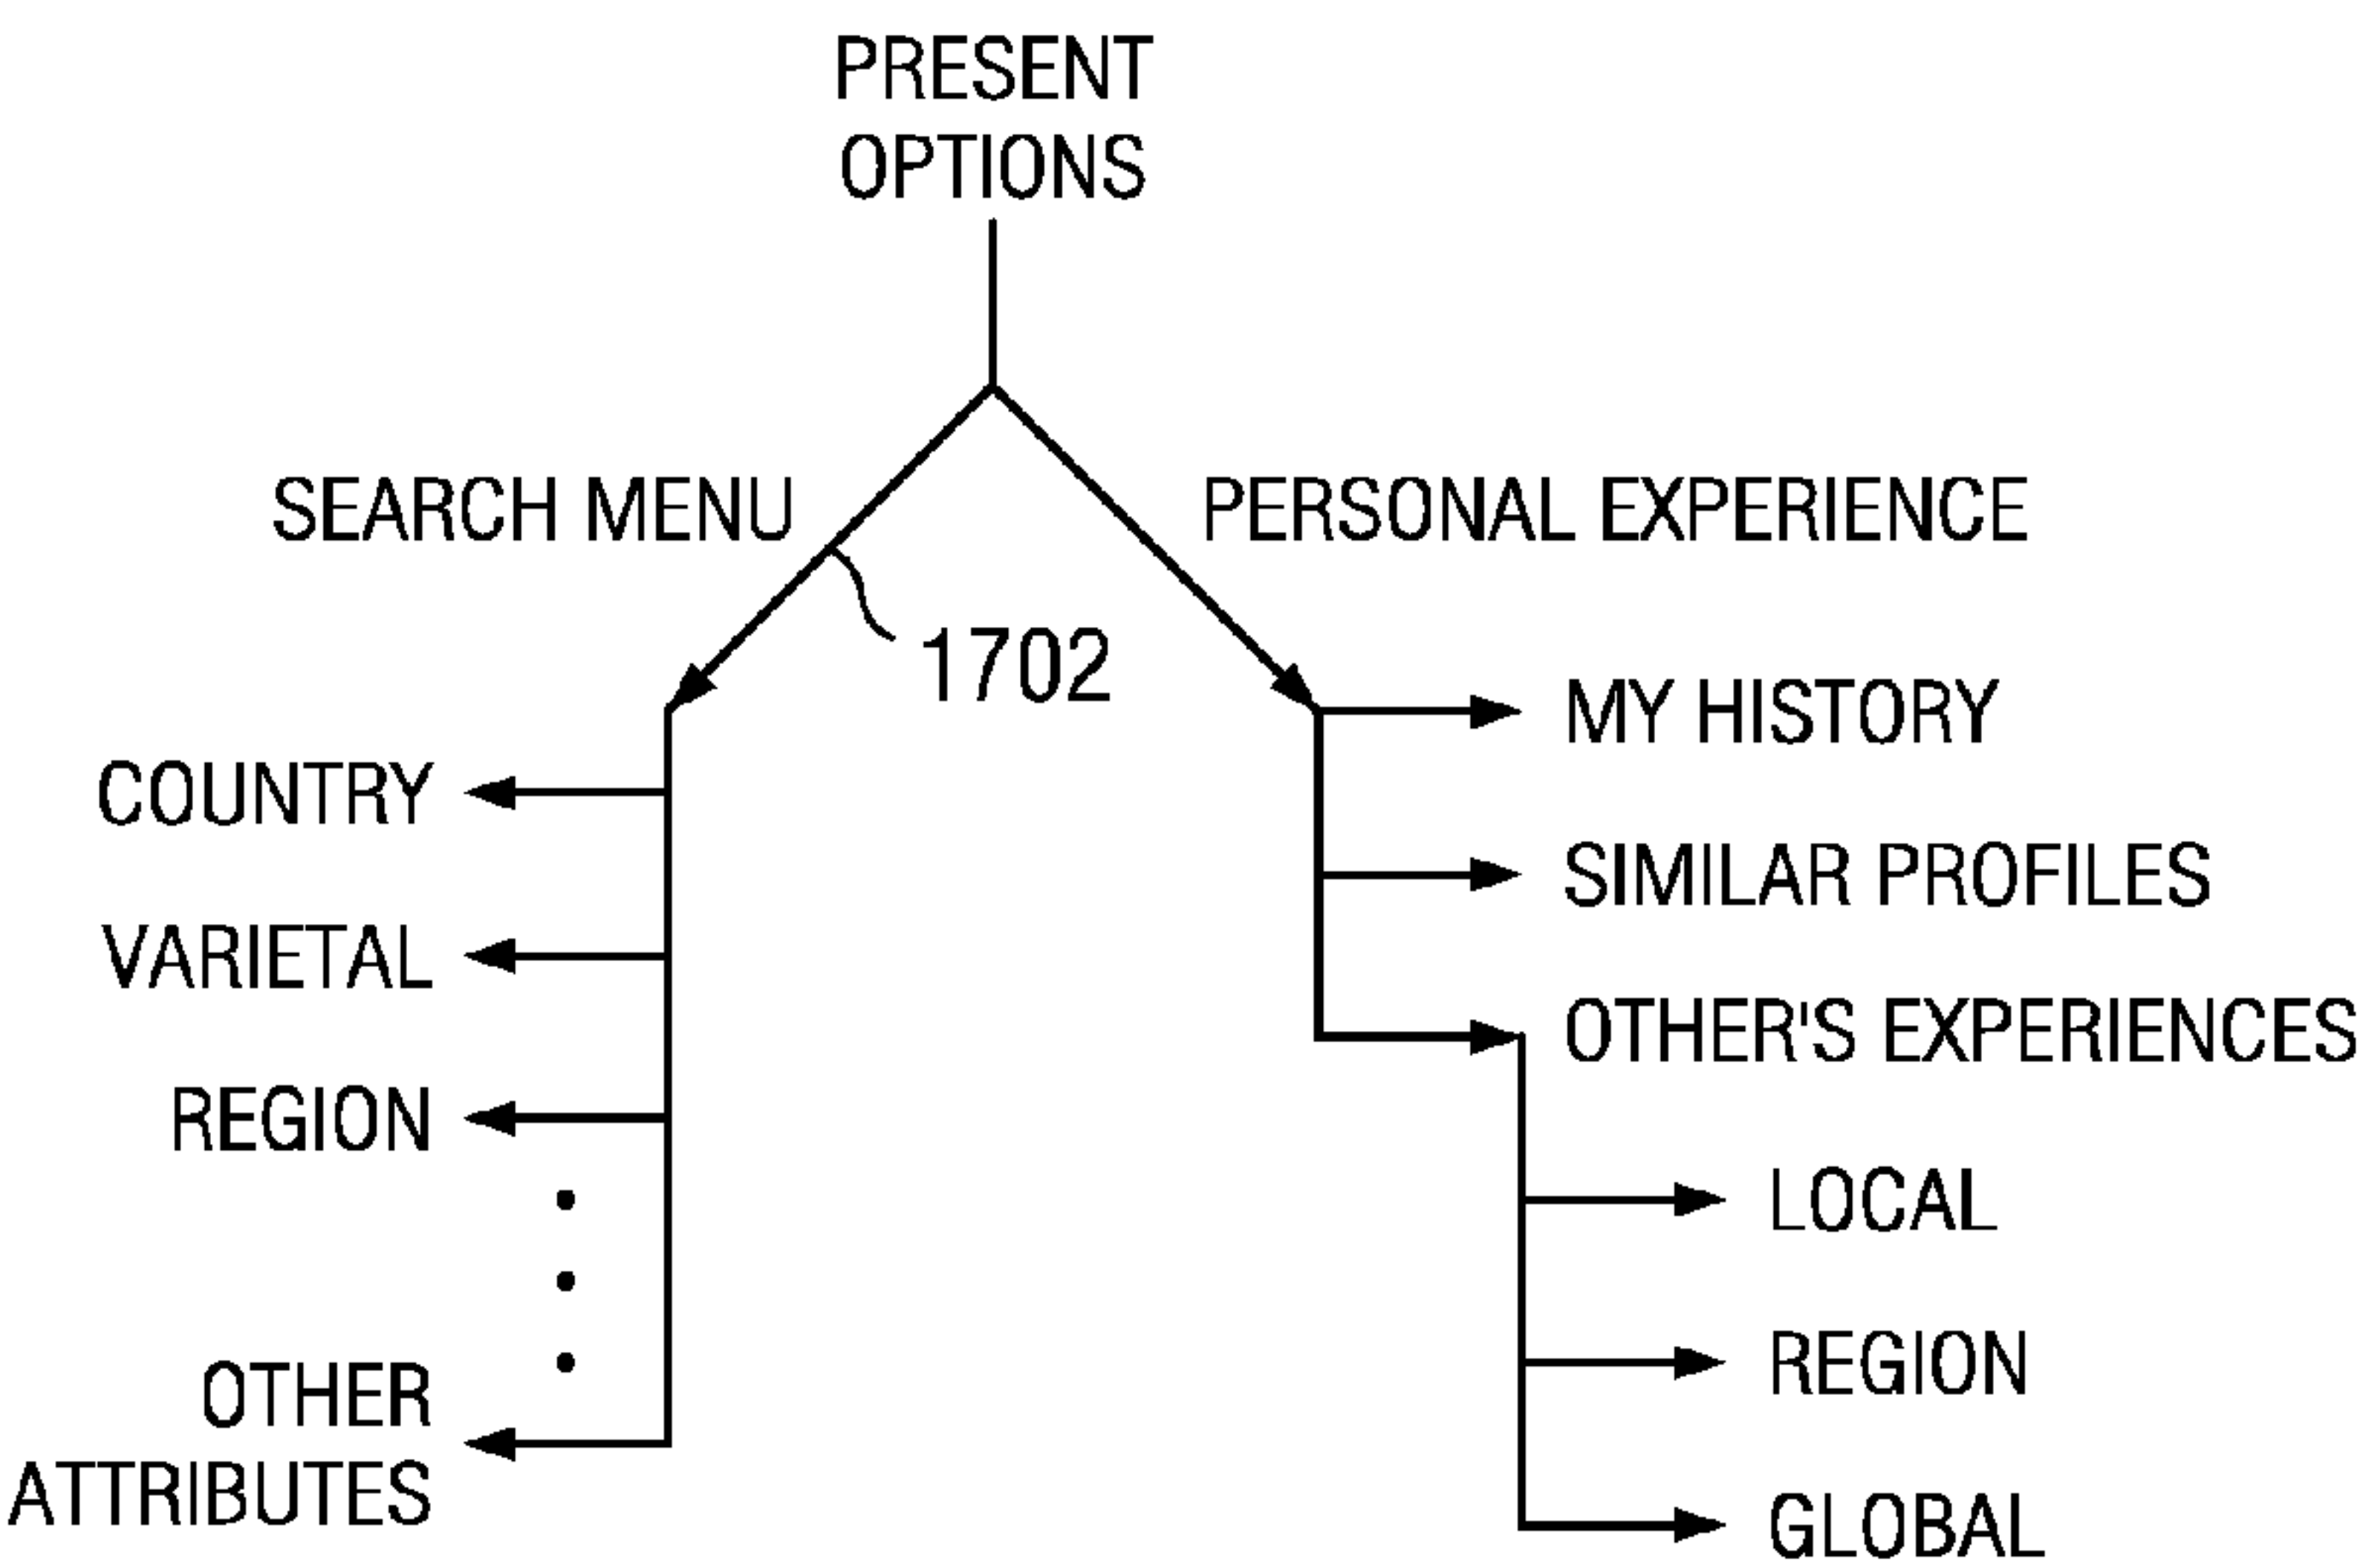 PRESENT
OPTIONS
SEARCH MENU
PERSONAL EXPERIENCE
1702
COUNTRY
VARIETAL
REGION
OTHER
ATTRIBUTES
MY HISTORY
SIMILAR PROFILES
OTHER'S EXPERIENCES
LOCAL
REGION
GLOBAL